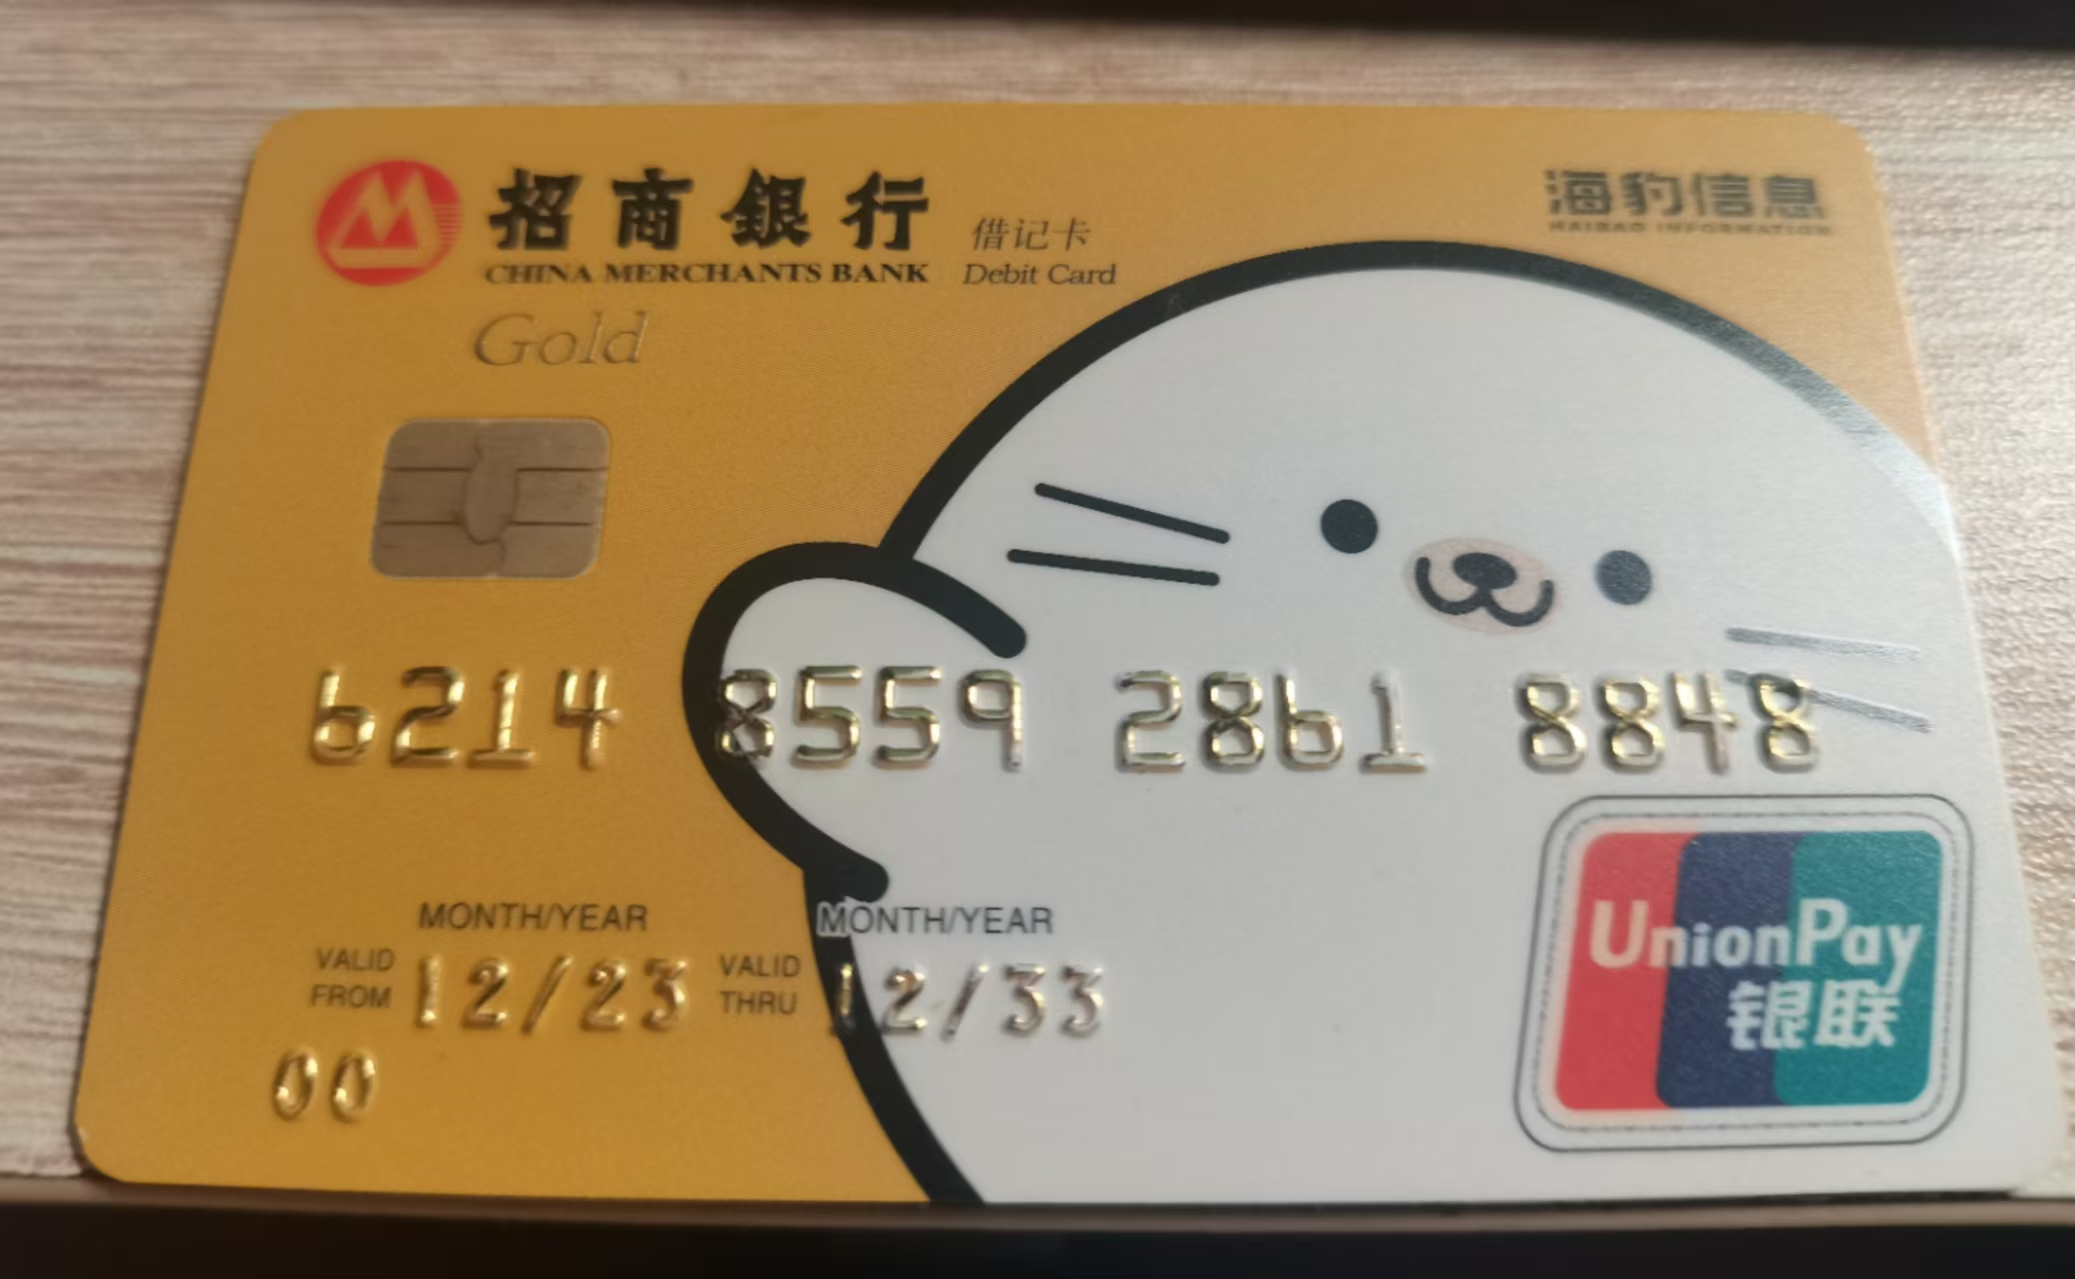 招商銀行 借记卡
CHINA MERCHANTS BANK Debit Card
海豹信息
HAIBAO INFORMATION
Gold
6214 8559 2861 8848
MONTH/YEAR MONTH/YEAR
VALID FROM 12/23 VALID THRU 12/33
00
UnionPay
银联